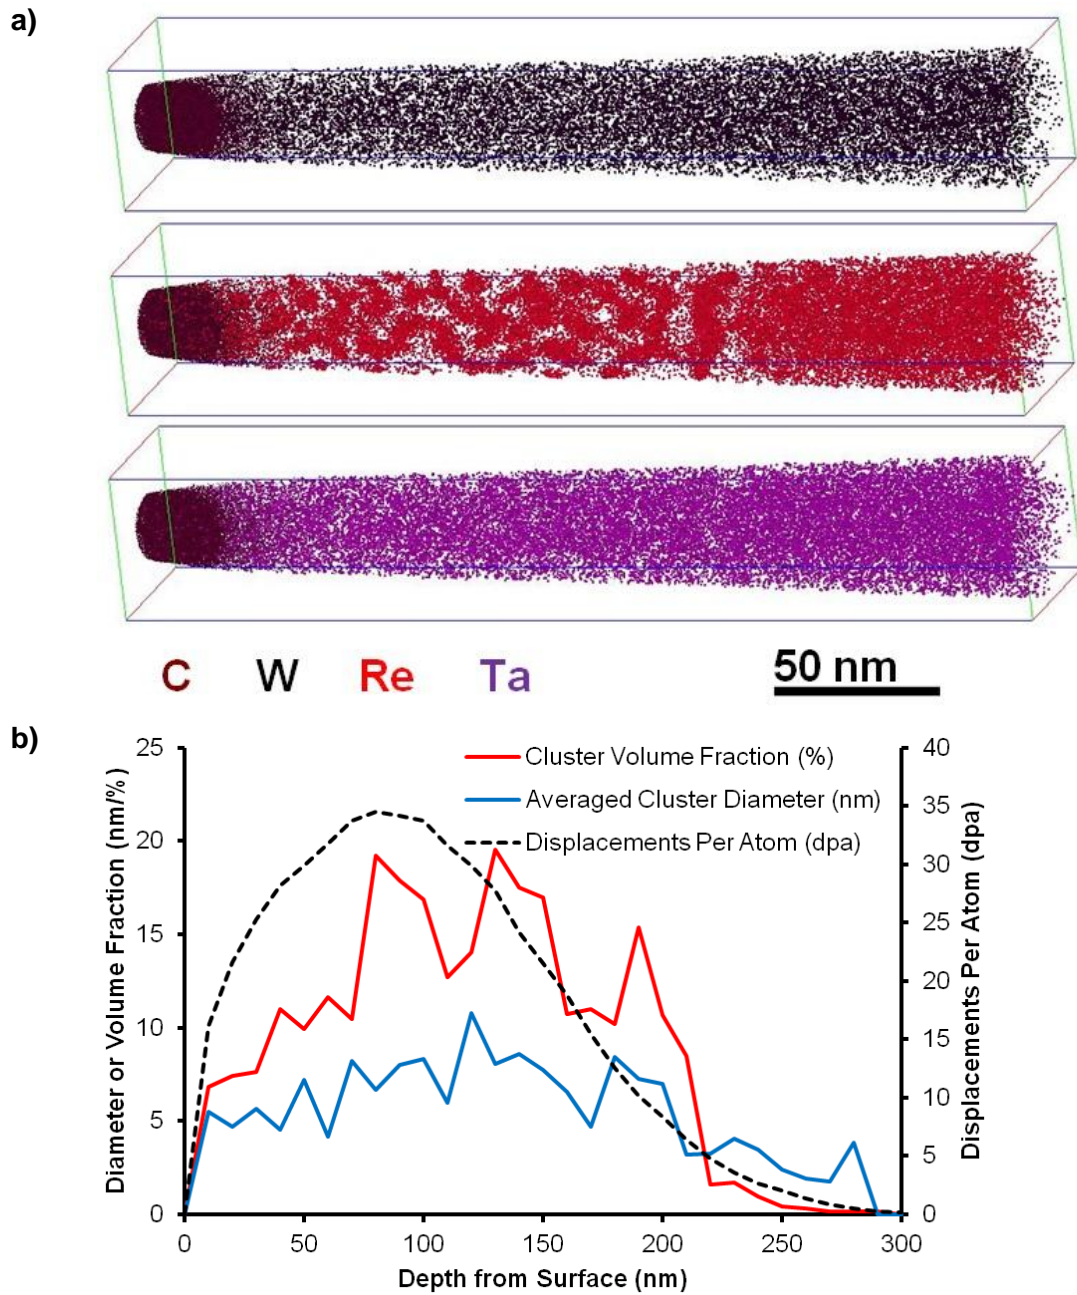 a)
C W Re Ta
50 nm
b)
Cluster Volume Fraction (%)
Averaged Cluster Diameter (nm)
Displacements Per Atom (dpa)
Diameter or Volume Fraction (nm/%)
25
20
15
10
5
0
Displacements Per Atom (dpa)
40
35
30
25
20
15
10
5
0
0 50 100 150 200 250 300
Depth from Surface (nm)